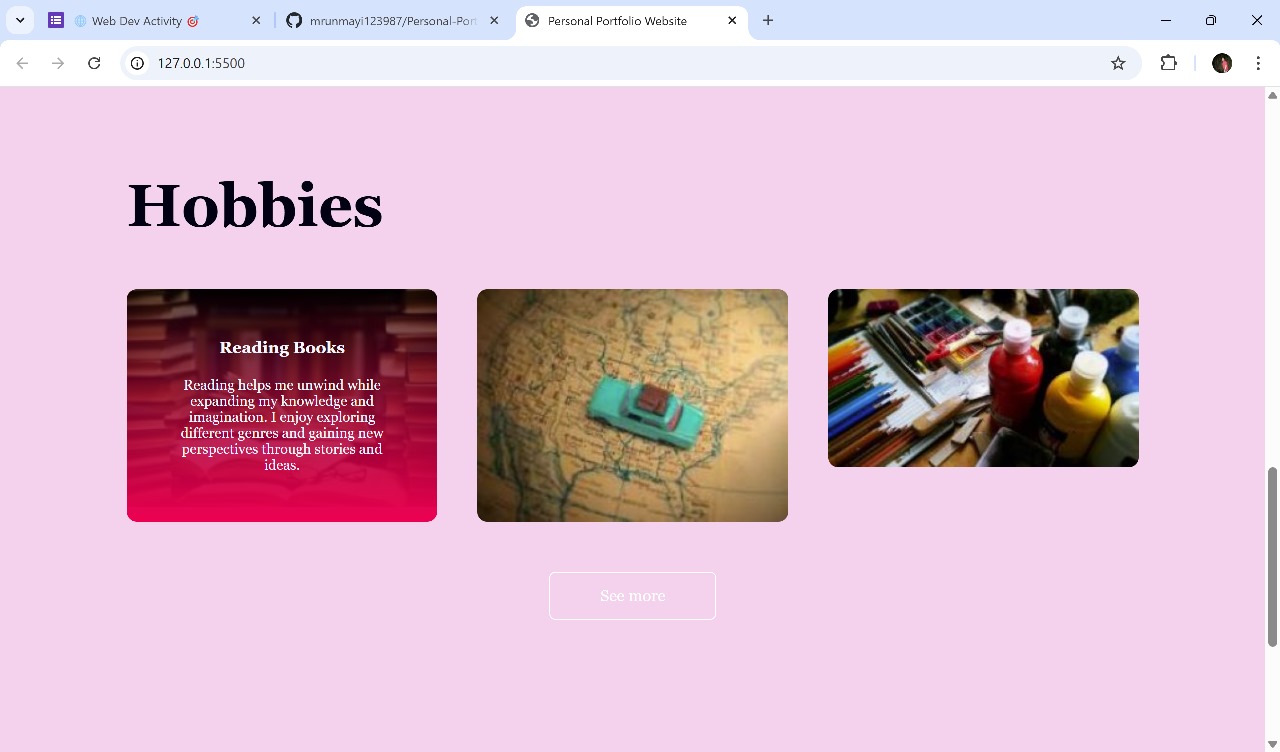 Web Dev Activity
mrunmayi123987/Personal-Port
Personal Portfolio Website
127.0.0.1:5500
Hobbies
Reading Books
Reading helps me unwind while
expanding my knowledge and
imagination. I enjoy exploring
different genres and gaining new
perspectives through stories and
ideas.
See more